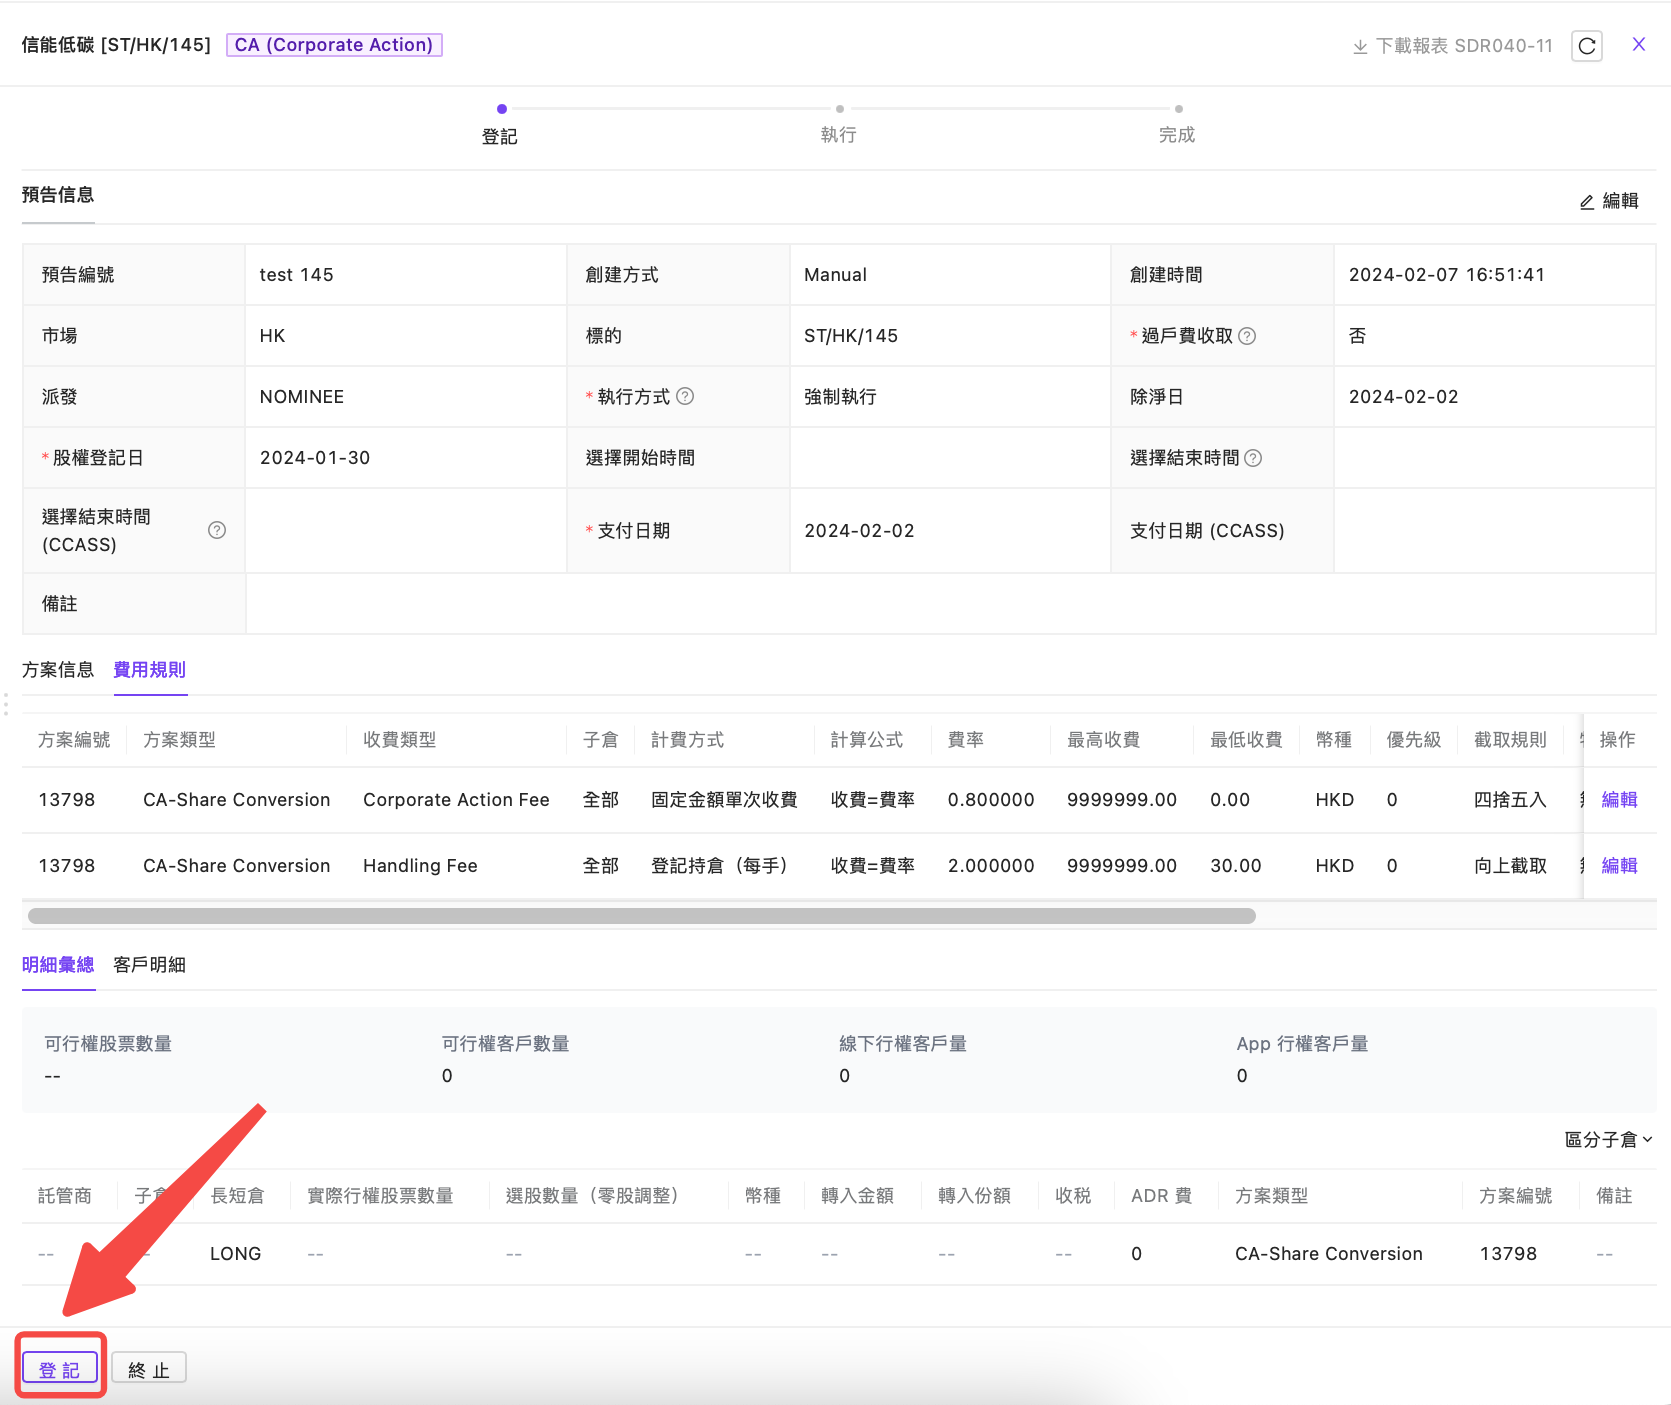 信能低碳 [ST/HK/145] CA (Corporate Action) 下載報表 SDR040-11
登記 執行 完成
預告信息 編輯
預告編號 test 145 創建方式 Manual 創建時間 2024-02-07 16:51:41
市場 HK 標的 ST/HK/145 *過戶費收取 否
派發 NOMINEE *執行方式 強制執行 除淨日 2024-02-02
*股權登記日 2024-01-30 選擇開始時間 選擇結束時間
選擇結束時間
(CCASS) *支付日期 2024-02-02 支付日期 (CCASS)
備註
方案信息 費用規則
方案編號 方案類型 收費類型 子倉 計費方式 計算公式 費率 最高收費 最低收費 幣種 優先級 截取規則 操作
13798 CA-Share Conversion Corporate Action Fee 全部 固定金額單次收費 收費=費率 0.800000 9999999.00 0.00 HKD 0 四捨五入 編輯
13798 CA-Share Conversion Handling Fee 全部 登記持倉（每手） 收費=費率 2.000000 9999999.00 30.00 HKD 0 向上截取 編輯
明細彙總 客戶明細
可行權股票數量 可行權客戶數量 線下行權客戶量 App 行權客戶量
-- 0 0 0
區分子倉
託管商 子倉 長短倉 實際行權股票數量 選股數量（零股調整） 幣種 轉入金額 轉入份額 收税 ADR 費 方案類型 方案編號 備註
-- -- LONG -- -- -- -- -- -- 0 CA-Share Conversion 13798 --
登 記 終 止